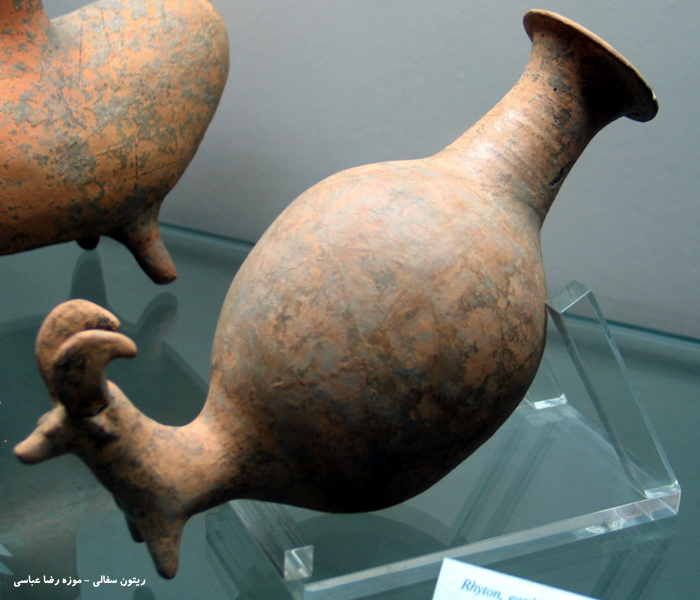 Rhyton,
ریتون سفالی - موزه رضا عباسی